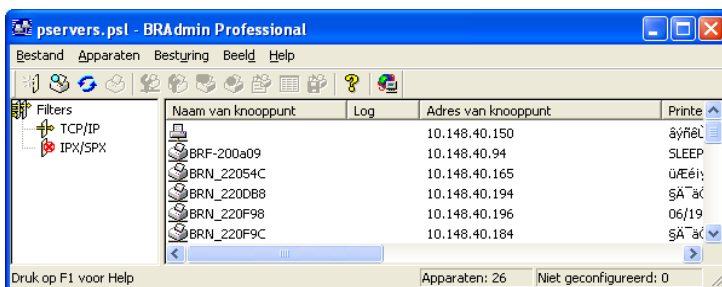 pservers.psl - BRAdmin Professional
Bestand Apparaten Besturing Beeld Help
Filters
TCP/IP
IPX/SPX
Naam van knooppunt Log Adres van knooppunt Printe
10.148.40.150
BRF-200a09 10.148.40.94 SLEEP
BRN_22054C 10.148.40.165
BRN_220DB8 10.148.40.194
BRN_220F98 10.148.40.196 06/19
BRN_220F9C 10.148.40.184
Druk op F1 voor Help Apparaten: 26 Niet geconfigureerd: 0